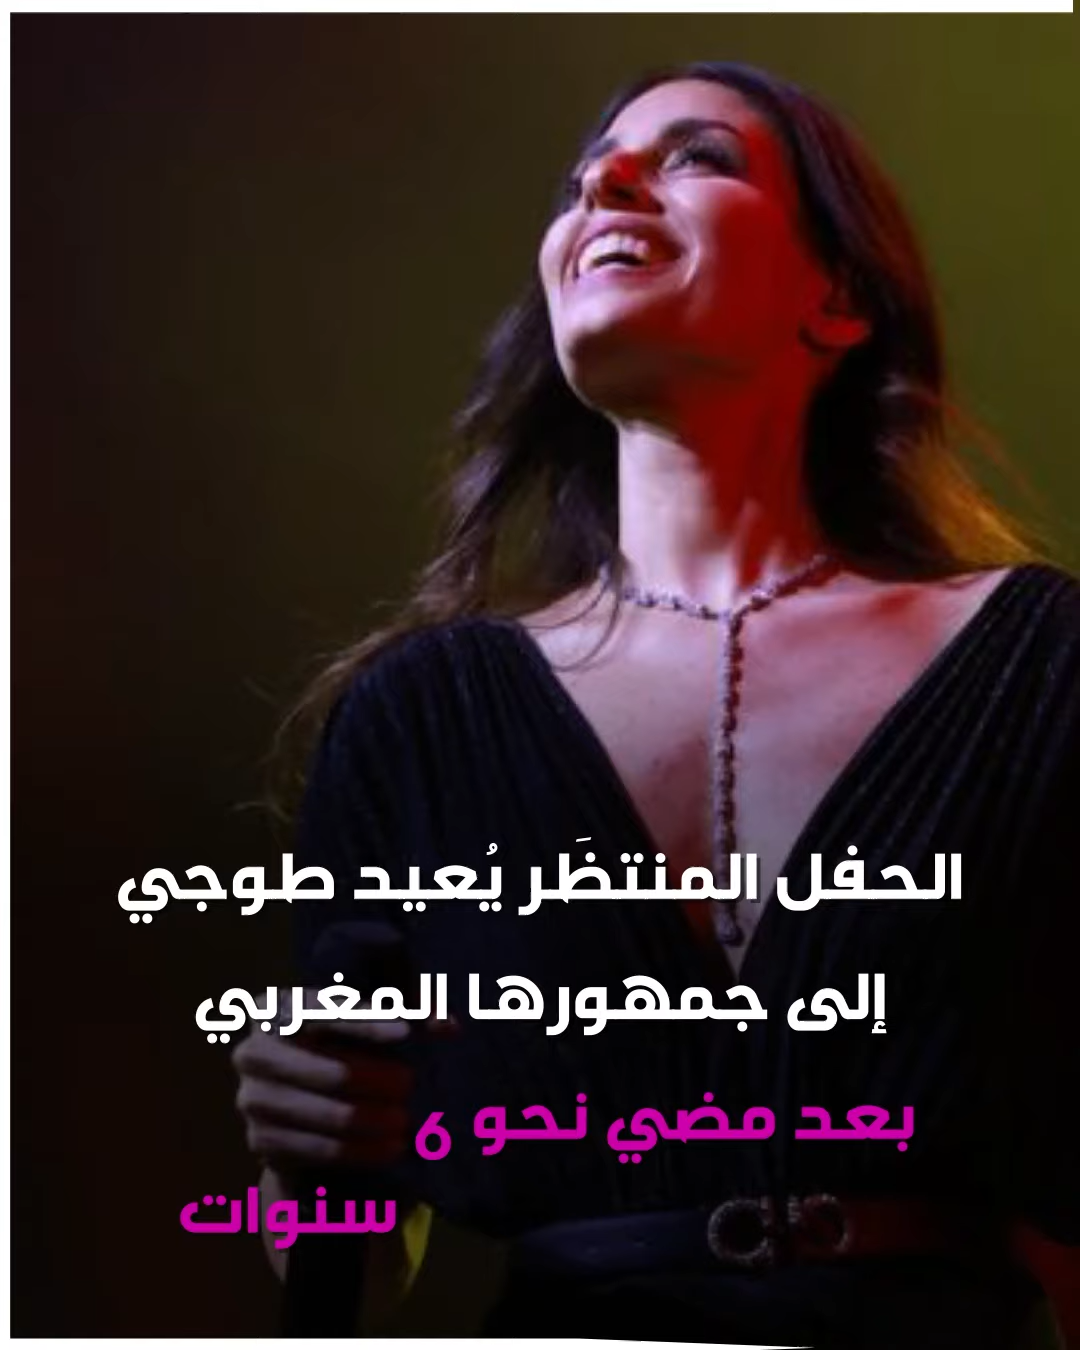 الحفل المنتظَر يُعيد طوجي
إلى جمهورها المغربي
بعد مضي نحو 6
سنوات